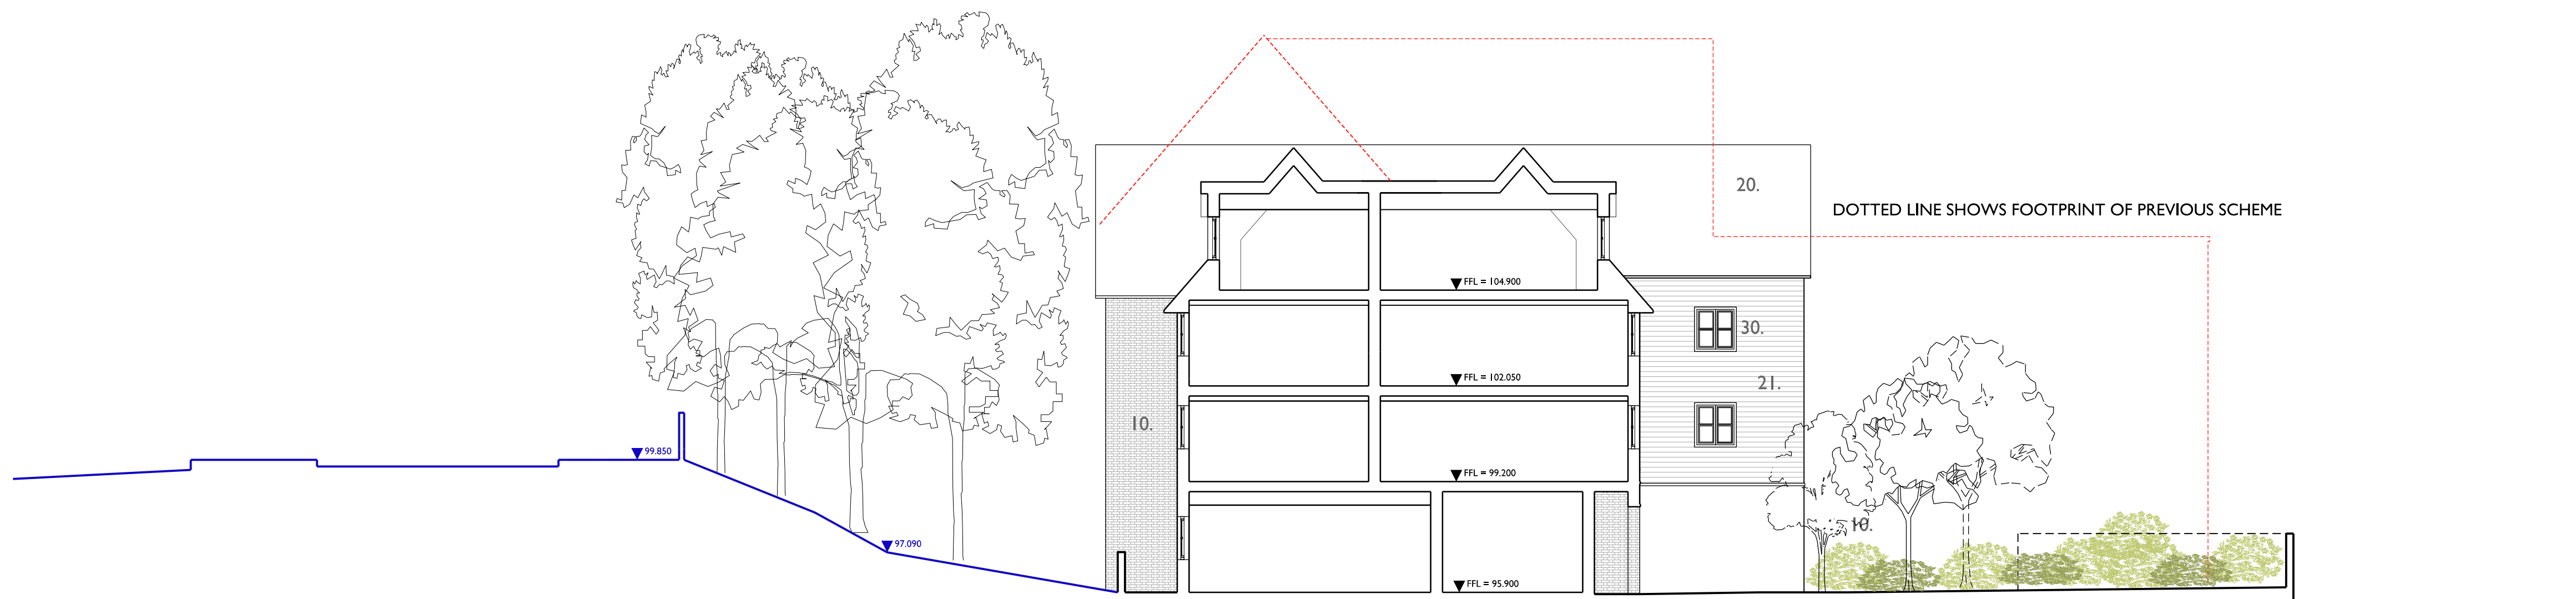 20.
DOTTED LINE SHOWS FOOTPRINT OF PREVIOUS SCHEME
FFL = 104.900
30.
FFL = 102.050
21.
10.
99.850
FFL = 99.200
10.
97.090
FFL = 95.900